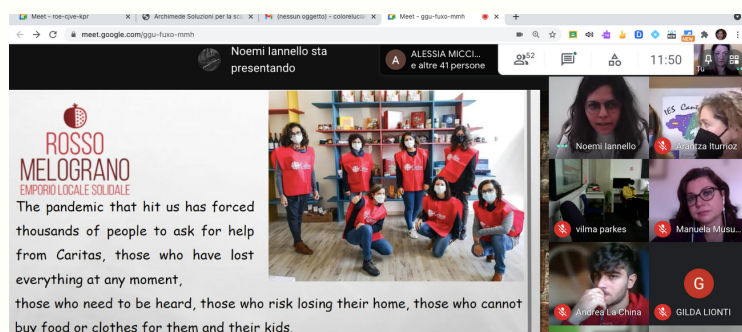 Meet - roe-cjve-kpr
Archimede Soluzioni per la scu
(nessun oggetto) - colorelucia
Meet - ggu-fuxo-mmh
meet.google.com/ggu-fuxo-mmh
NEW
Noemi Iannello sta
presentando
A
ALESSIA MICCI...
e altre 41 persone
52
11:50
Tu
ROSSO
MELOGRANO
EMPORIO LOCALE SOLIDALE
The pandemic that hit us has forced
thousands of people to ask for help
from Caritas, those who have lost
everything at any moment,
those who need to be heard, those who risk losing their home, those who cannot
buy food or clothes for them and their kids.
IES Cant
Noemi Iannello
Arantza Iturrioz
vilma parkes
Manuela Musu...
Andrea La China
G
GILDA LIONTI